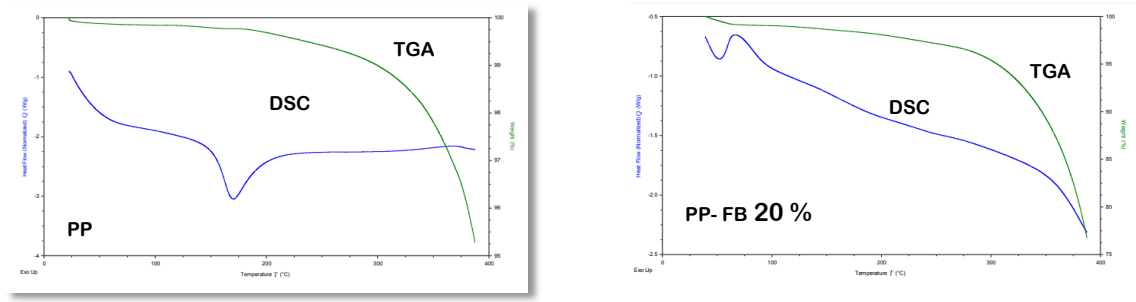 0
-1
-2
-3
-4
100
99
98
97
96
95
0
100
200
300
400
Heat Flow (Normalized) Q (W/g)
Weight (%)
Temperature T (°C)
Exo Up
TGA
DSC
PP
-0.5
-1.0
-1.5
-2.0
-2.5
100
95
90
85
80
75
0
100
200
300
400
Heat Flow (Normalized) Q (W/g)
Weight (%)
Temperature T (°C)
Exo Up
TGA
DSC
PP- FB 20 %